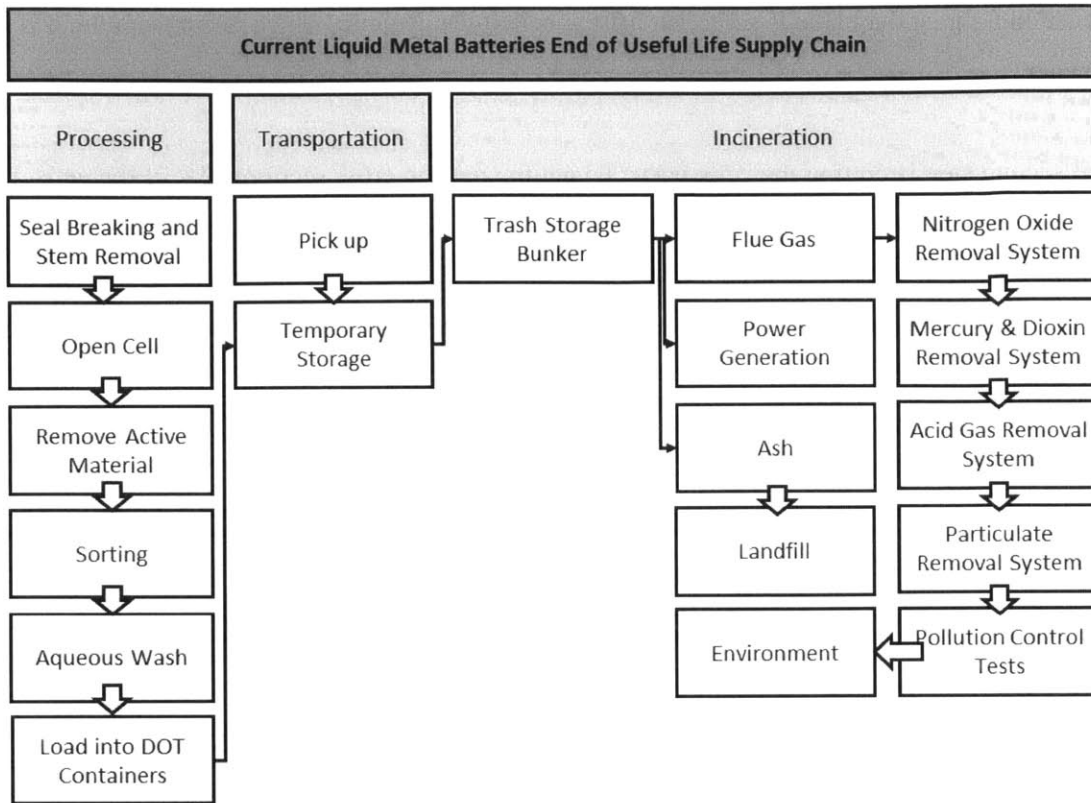 Current Liquid Metal Batteries End of Useful Life Supply Chain
Processing
Transportation
Incineration
Seal Breaking and
Stem Removal
Open Cell
Remove Active
Material
Sorting
Aqueous Wash
Load into DOT
Containers
Pick up
Temporary
Storage
Trash Storage
Bunker
Flue Gas
Power
Generation
Ash
Landfill
Environment
Nitrogen Oxide
Removal System
Mercury & Dioxin
Removal System
Acid Gas Removal
System
Particulate
Removal System
Pollution Control
Tests